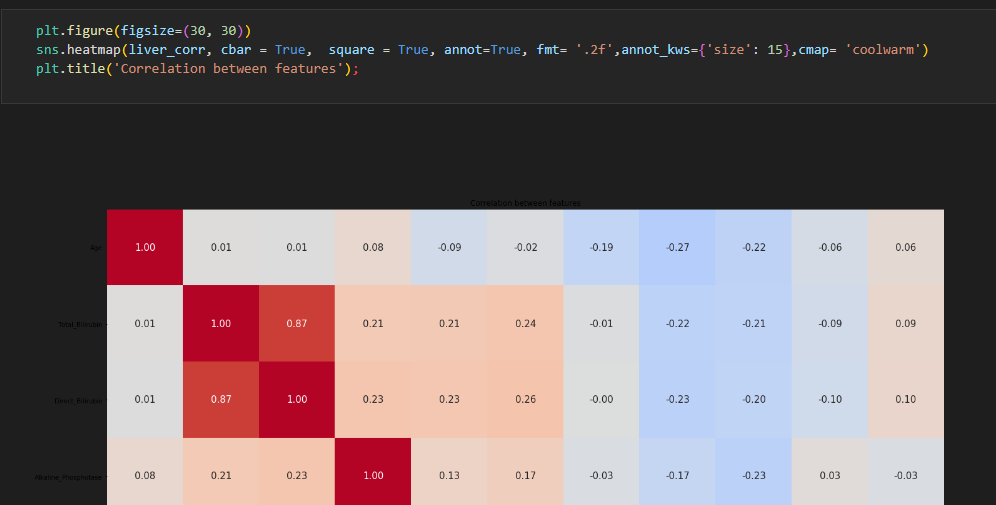 plt.figure(figsize=(30, 30))
sns.heatmap(liver_corr, cbar = True,  square = True, annot=True, fmt= '.2f',annot_kws={'size': 15},cmap= 'coolwarm')
plt.title('Correlation between features');
Correlation between features
Age 1.00 0.01 0.01 0.08 -0.09 -0.02 -0.19 -0.27 -0.22 -0.06 0.06
Total_Bilirubin 0.01 1.00 0.87 0.21 0.21 0.24 -0.01 -0.22 -0.21 -0.09 0.09
Direct_Bilirubin 0.01 0.87 1.00 0.23 0.23 0.26 -0.00 -0.23 -0.20 -0.10 0.10
Alkaline_Phosphotase 0.08 0.21 0.23 1.00 0.13 0.17 -0.03 -0.17 -0.23 0.03 -0.03